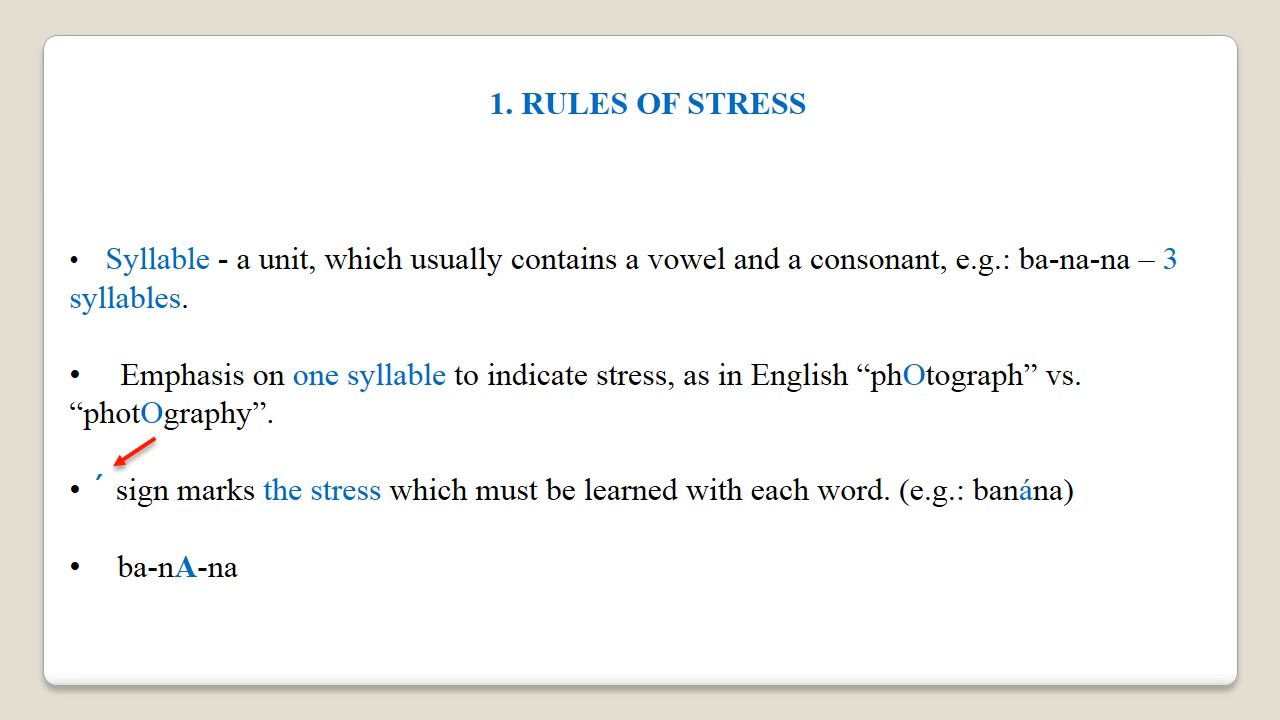 1. RULES OF STRESS
• Syllable - a unit, which usually contains a vowel and a consonant, e.g.: ba-na-na – 3
syllables.
• Emphasis on one syllable to indicate stress, as in English “phOtograph” vs.
“photOgraphy”.
• ´ sign marks the stress which must be learned with each word. (e.g.: banána)
• ba-nA-na